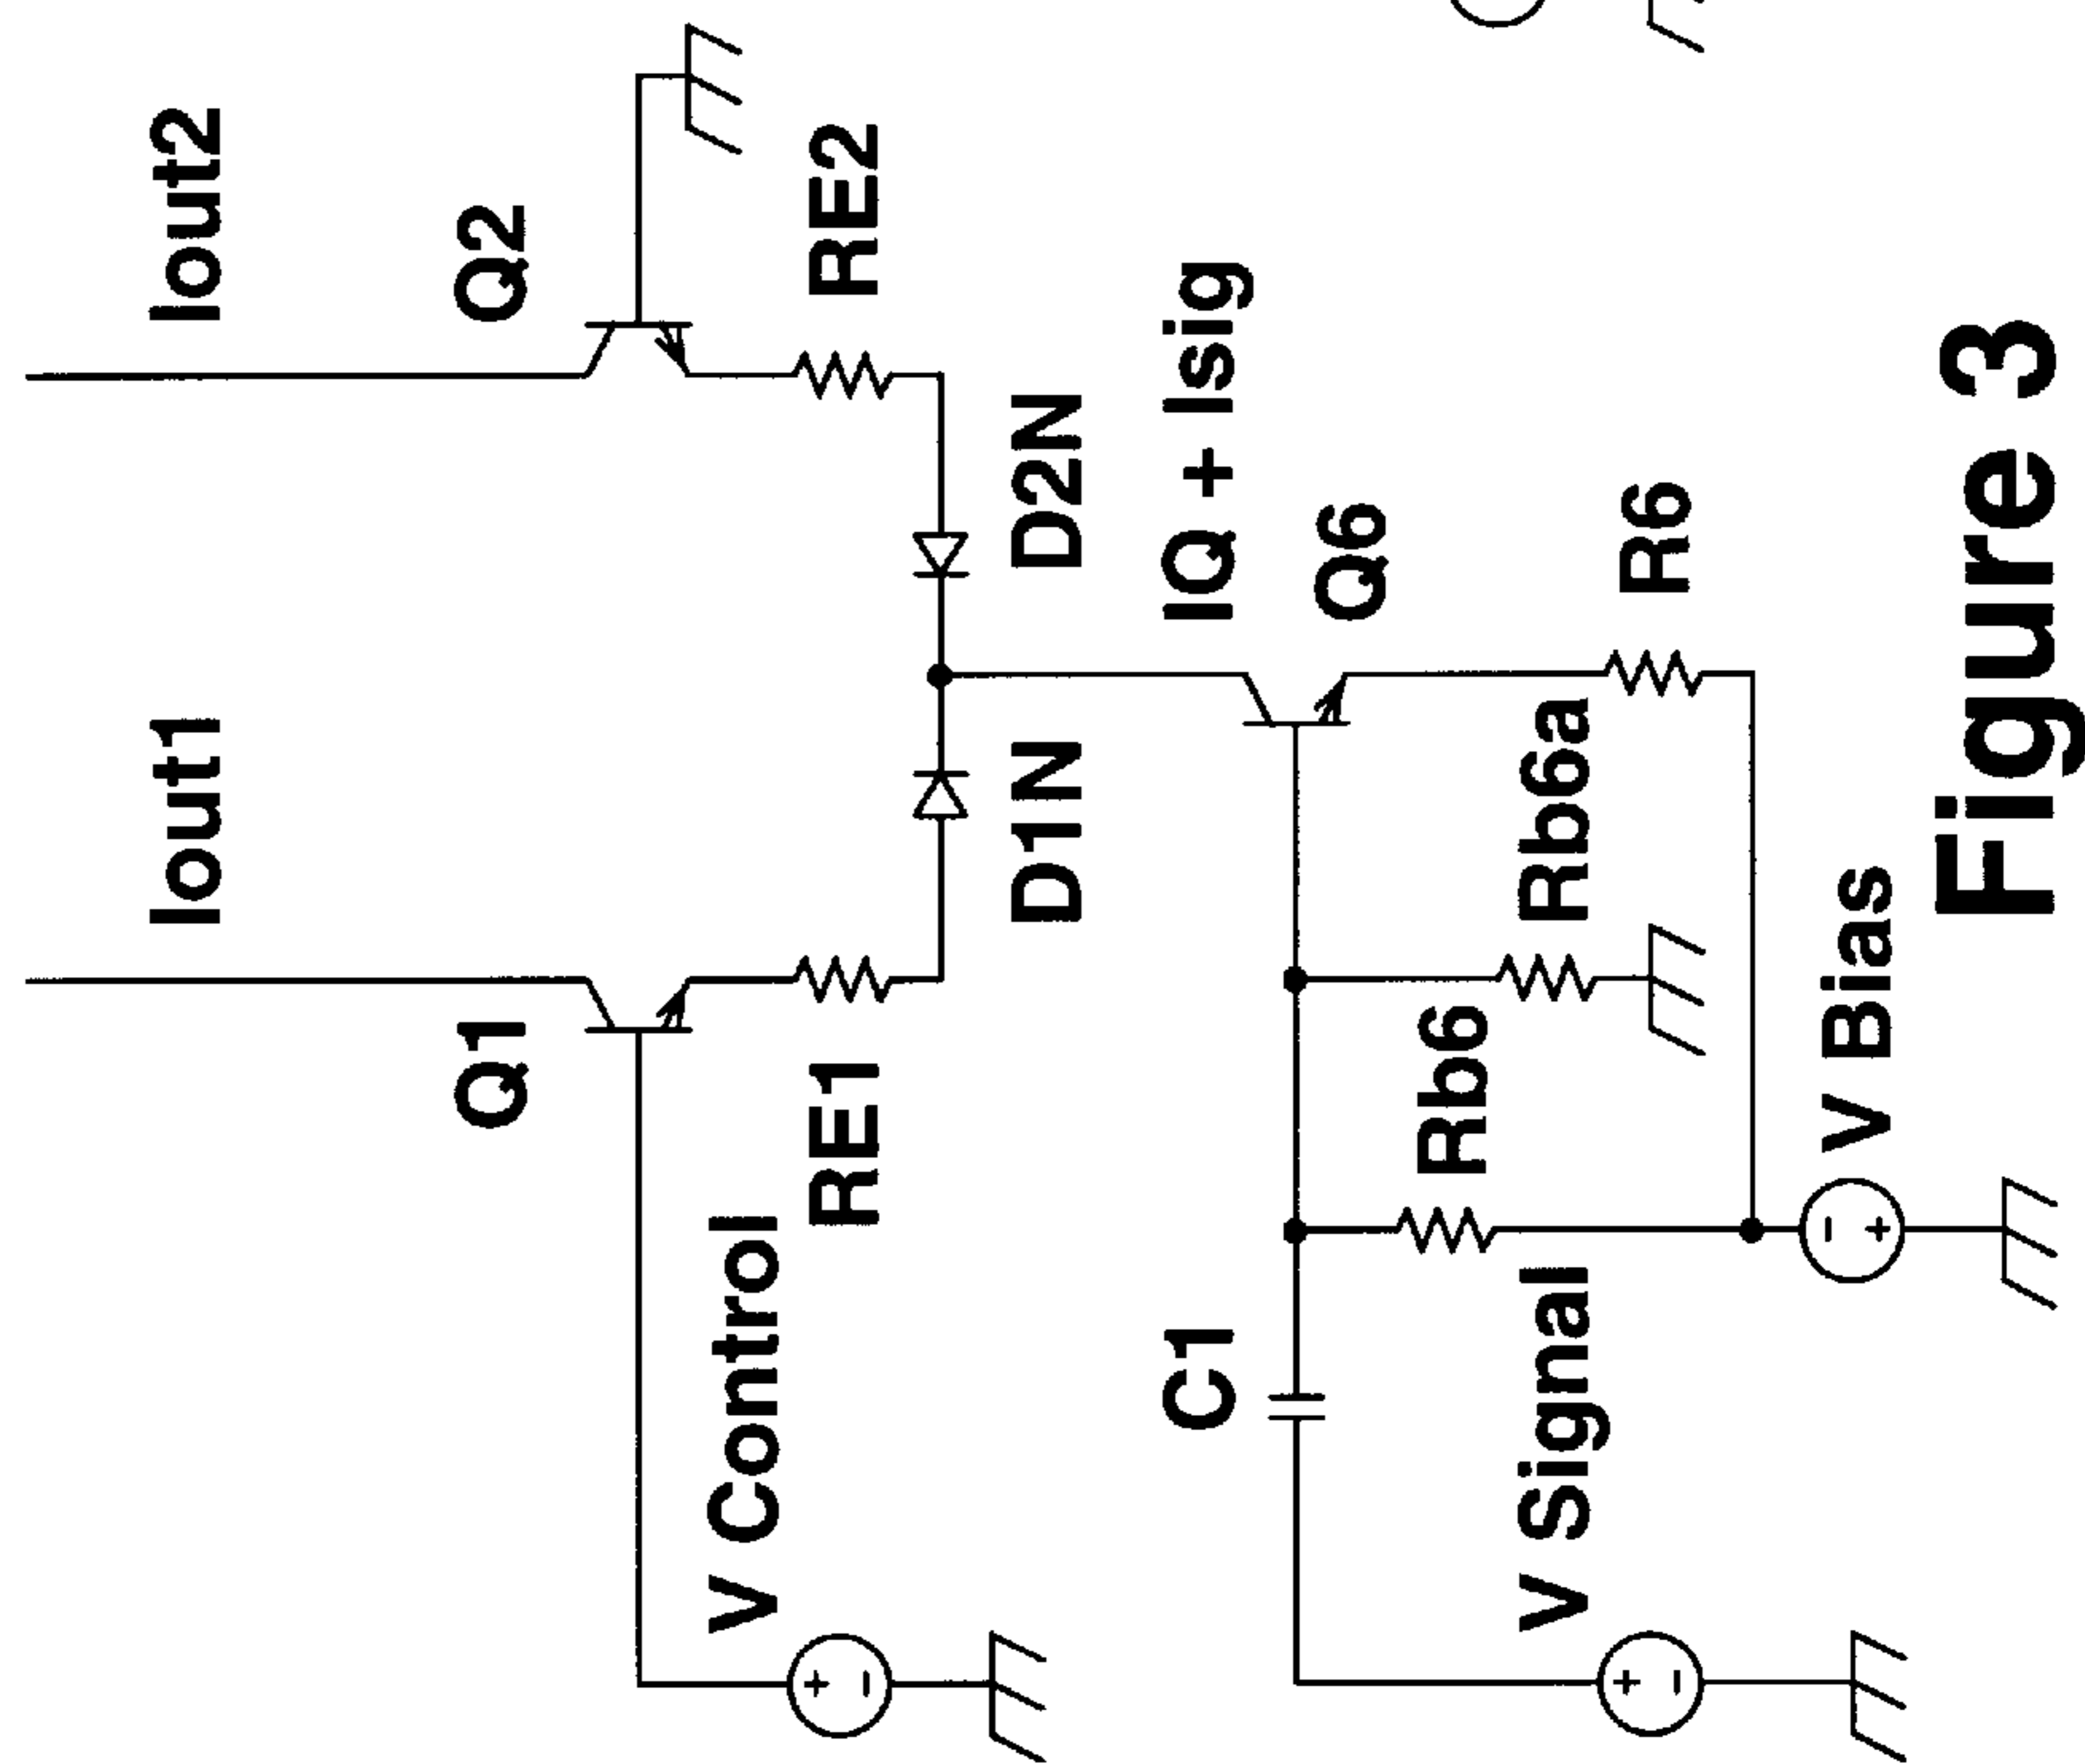 Iout1
Iout2
Q1
Q2
V Control
RE1
RE2
D1N
D2N
C1
IQ + Isig
Q6
Rb6
Rb6a
R6
V Signal
V Bias
+
−
+
−
−
+
Figure 3